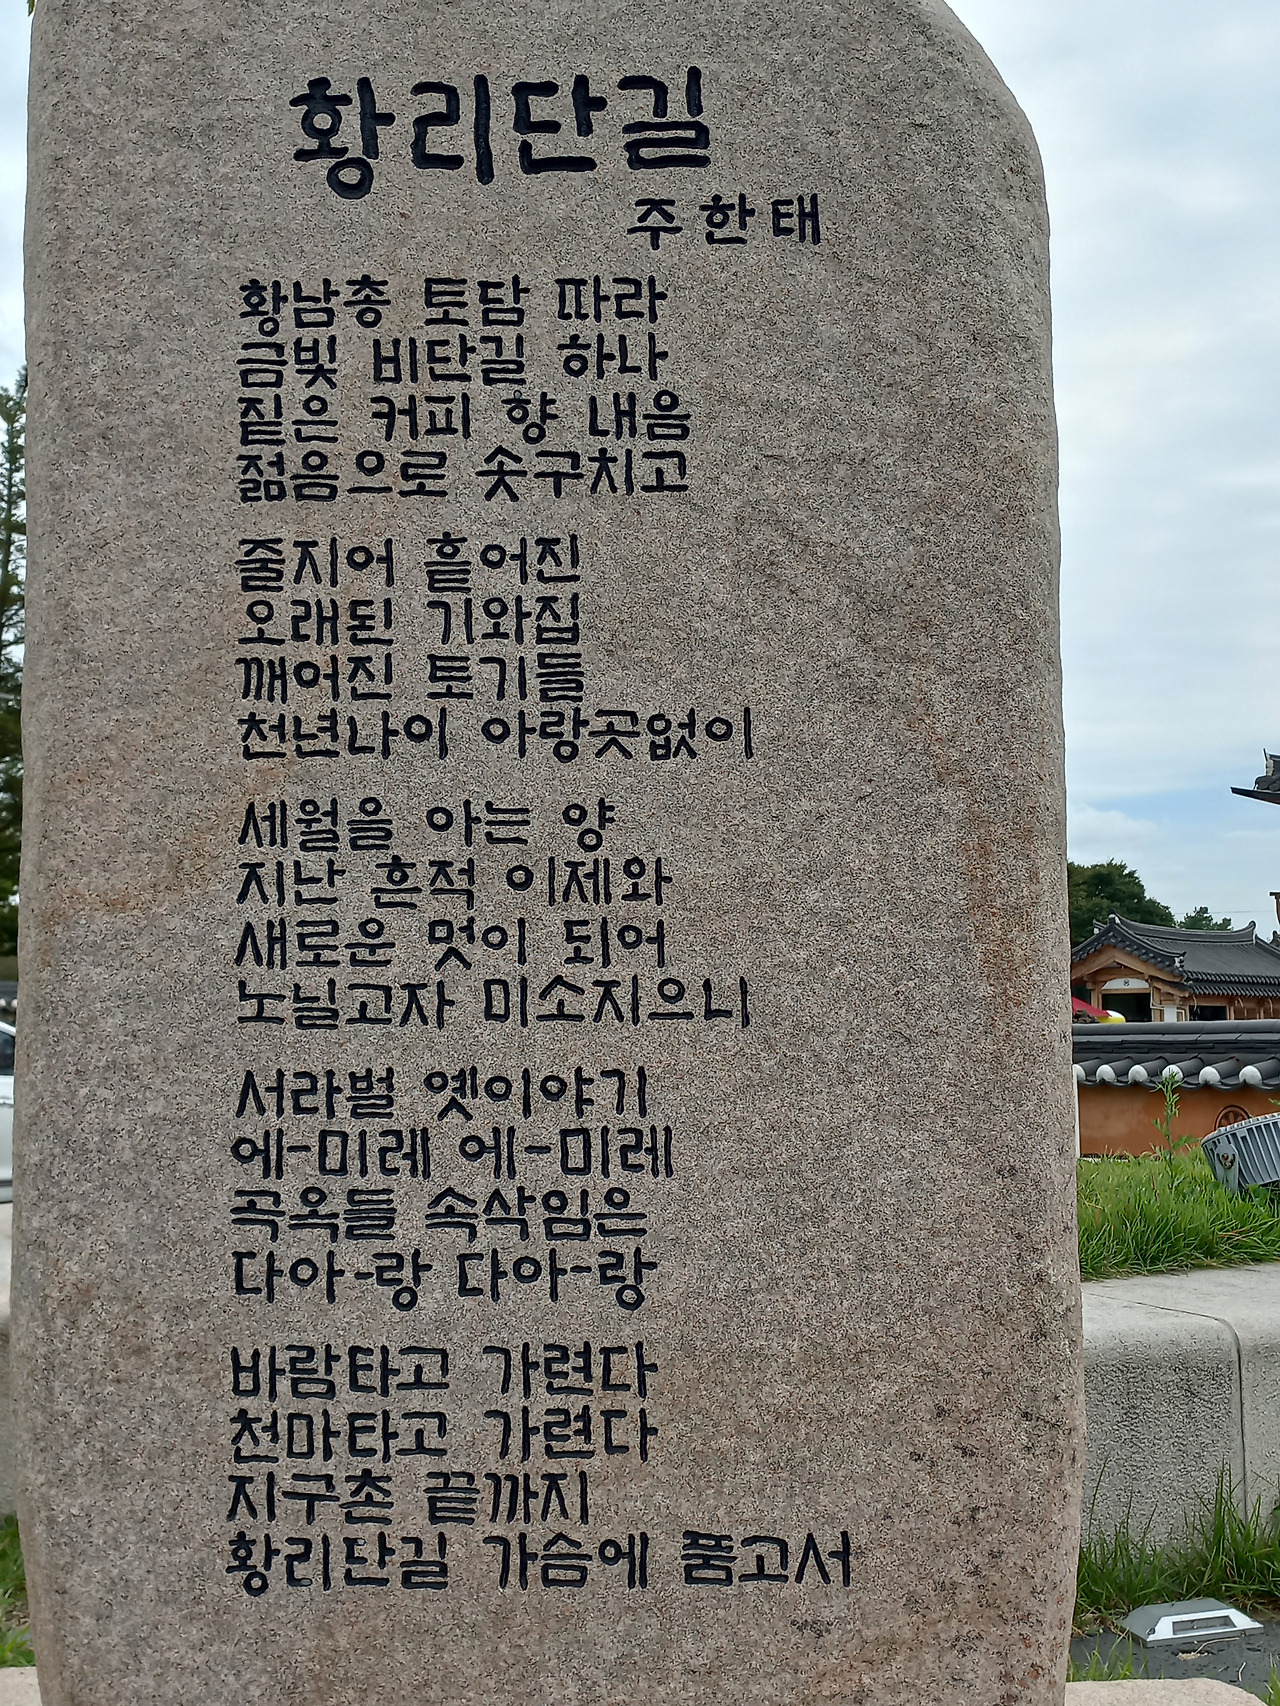 황리단길
주한태
황남총 토담 따라
금빛 비단길 하나
짙은 커피 향 내음
젊음으로 솟구치고
줄지어 흩어진
오래된 기와집
깨어진 토기들
천년나이 아랑곳없이
세월을 아는 양
지난 흔적 이제와
새로운 멋이 되어
노닐고자 미소지으니
서라벌 옛이야기
에-미레 에-미레
곡옥들 속삭임은
다아-랑 다아-랑
바람타고 가련다
천마타고 가련다
지구촌 끝까지
황리단길 가슴에 품고서